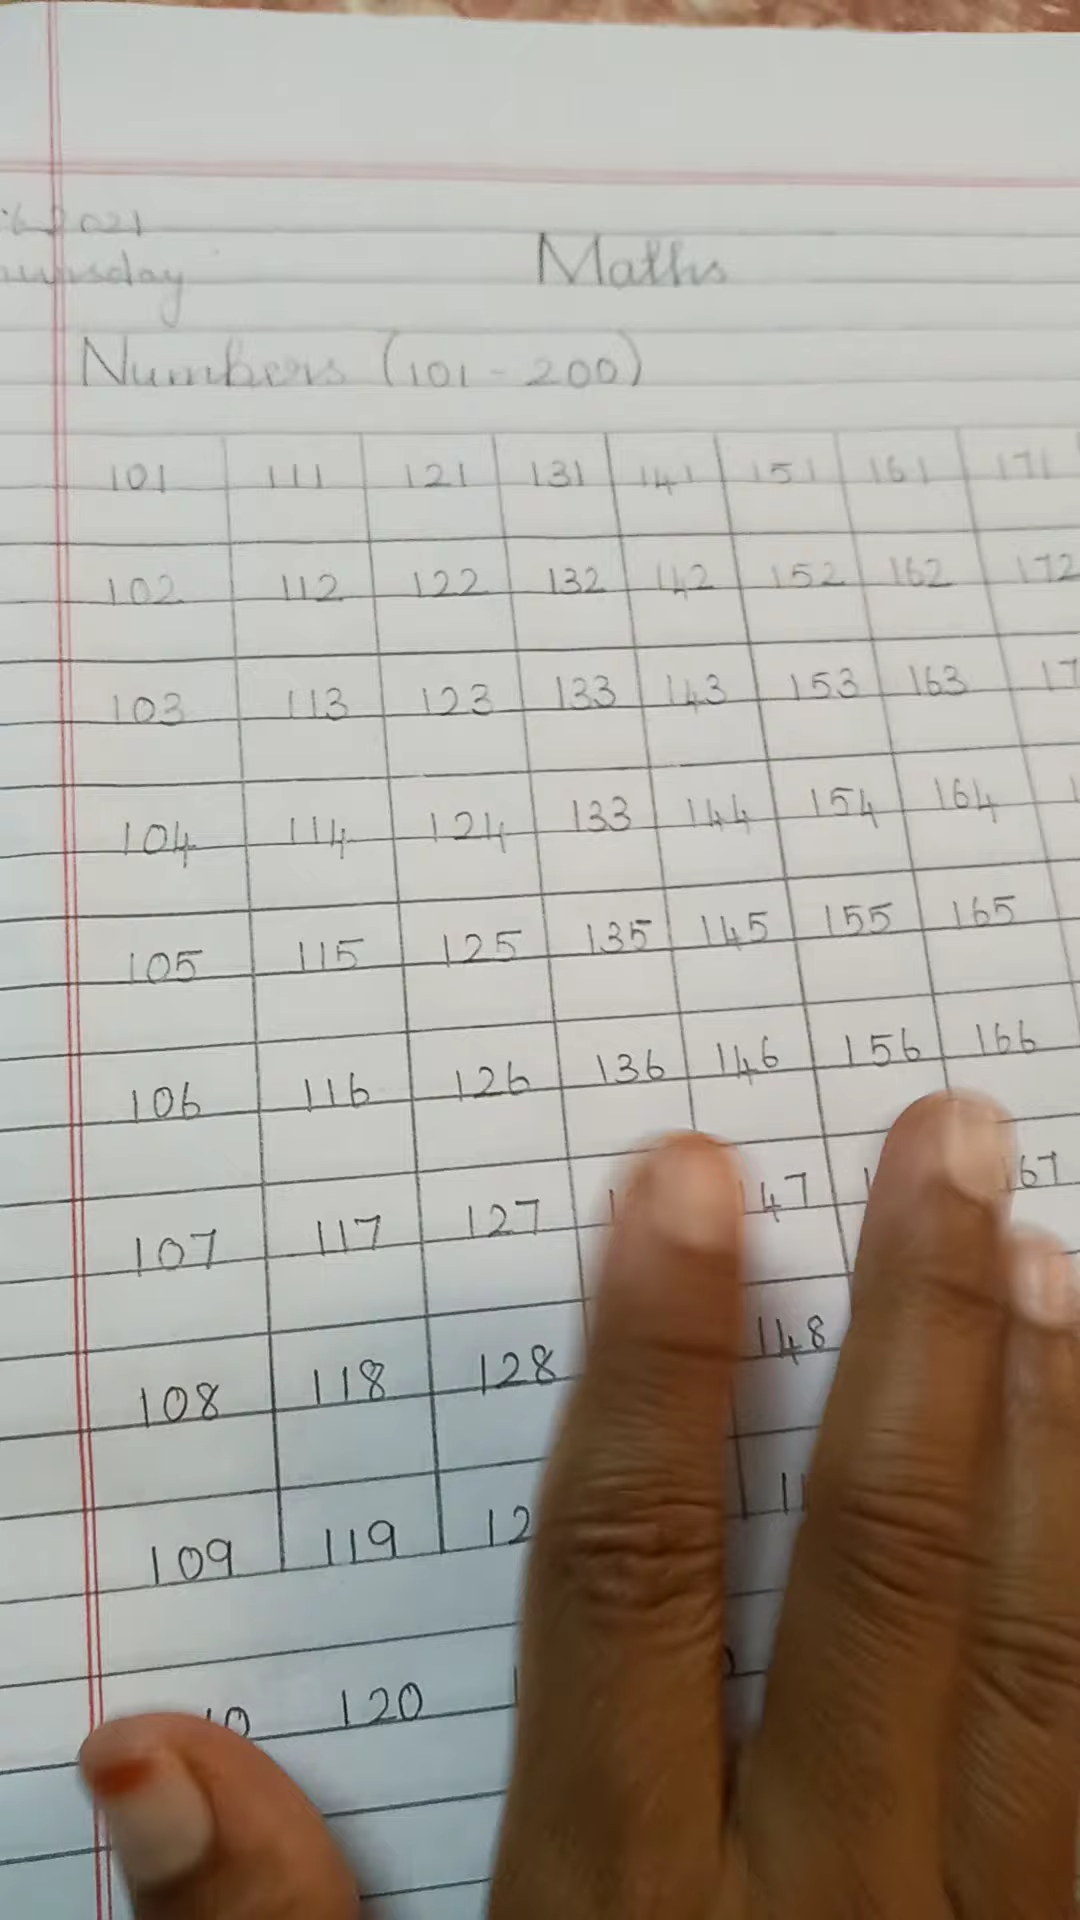 2021
Maths
Numbers (101 - 200)
101 111 121 131 141 151 161 171
102 112 122 132 142 152 162 172
103 113 123 133 143 153 163
104 114 124 133 144 154 164
105 115 125 135 145 155 165
106 116 126 136 146 156 166
107 117 127
108 118 128 148
109 119
120